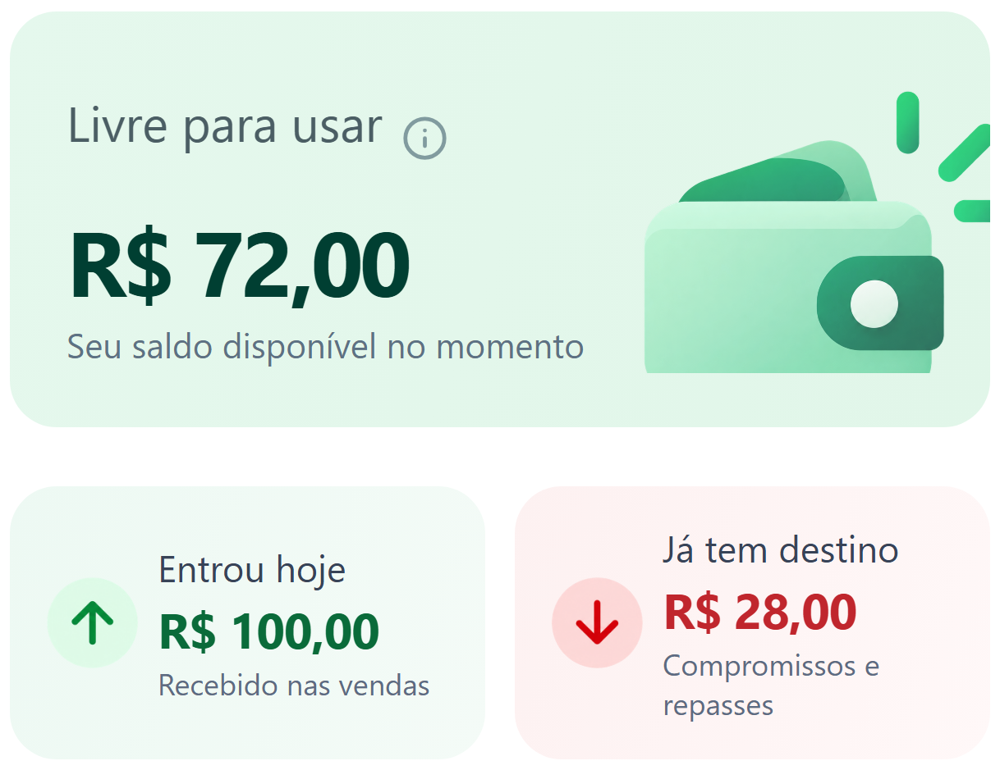 Livre para usar
R$ 72,00
Seu saldo disponível no momento
Entrou hoje
R$ 100,00
Recebido nas vendas
Já tem destino
R$ 28,00
Compromissos e
repasses